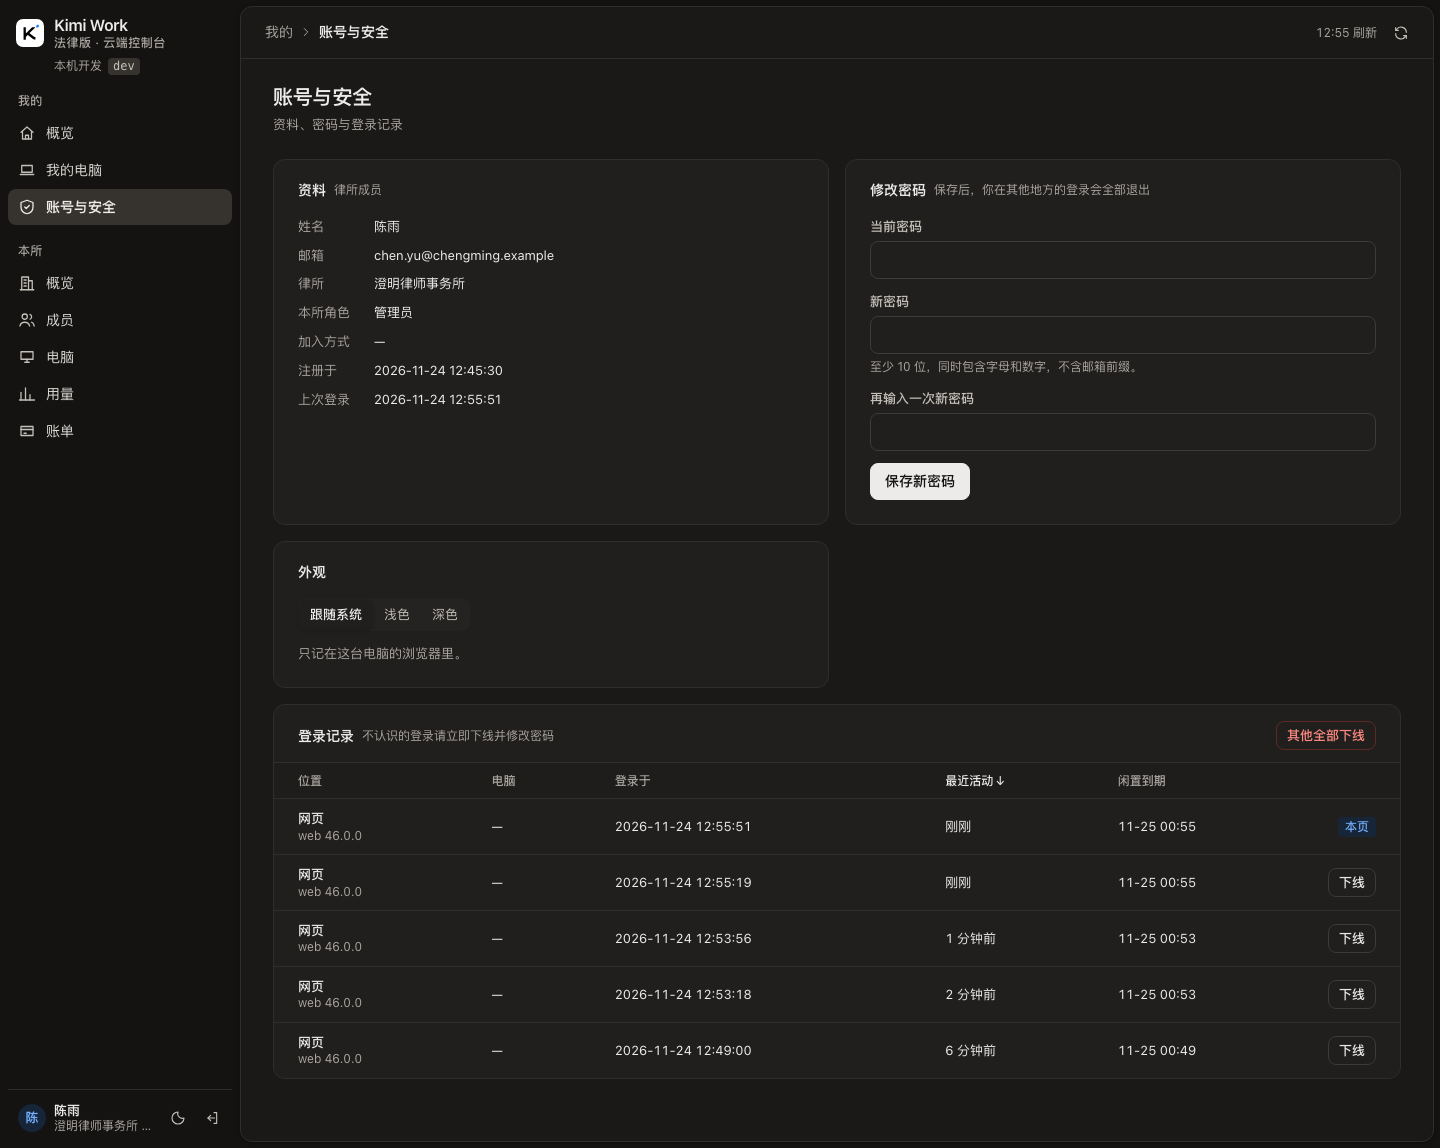 Kimi Work
法律版 · 云端控制台
本机开发 dev
我的
概览
我的电脑
账号与安全
本所
概览
成员
电脑
用量
账单
陈
陈雨
澄明律师事务所 ...
我的 > 账号与安全
12:55 刷新
账号与安全
资料、密码与登录记录
资料 律所成员
姓名 陈雨
邮箱 chen.yu@chengming.example
律所 澄明律师事务所
本所角色 管理员
加入方式 —
注册于 2026-11-24 12:45:30
上次登录 2026-11-24 12:55:51
修改密码 保存后，你在其他地方的登录会全部退出
当前密码
新密码
至少 10 位，同时包含字母和数字，不含邮箱前缀。
再输入一次新密码
保存新密码
外观
跟随系统 浅色 深色
只记在这台电脑的浏览器里。
登录记录 不认识的登录请立即下线并修改密码
其他全部下线
位置 电脑 登录于 最近活动↓ 闲置到期
网页 — 2026-11-24 12:55:51 刚刚 11-25 00:55 本页
web 46.0.0
网页 — 2026-11-24 12:55:19 刚刚 11-25 00:55 下线
web 46.0.0
网页 — 2026-11-24 12:53:56 1 分钟前 11-25 00:53 下线
web 46.0.0
网页 — 2026-11-24 12:53:18 2 分钟前 11-25 00:53 下线
web 46.0.0
网页 — 2026-11-24 12:49:00 6 分钟前 11-25 00:49 下线
web 46.0.0